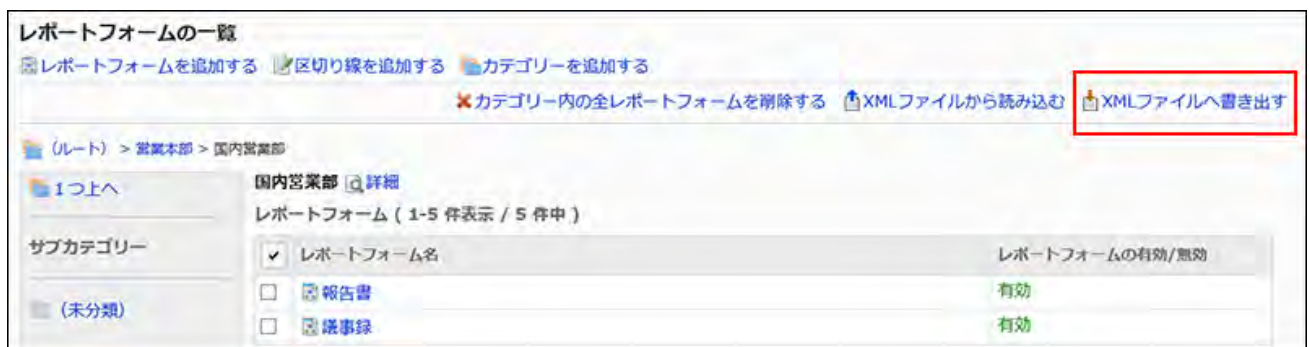 レポートフォームの一覧
レポートフォームを追加する 区切り線を追加する カテゴリーを追加する
カテゴリー内の全レポートフォームを削除する XMLファイルから読み込む XMLファイルへ書き出す
(ルート) > 営業本部 > 国内営業部
1つ上へ
サブカテゴリー
(未分類)
国内営業部 詳細
レポートフォーム ( 1-5 件表示 / 5 件中 )
レポートフォーム名 レポートフォームの有効/無効
報告書 有効
議事録 有効